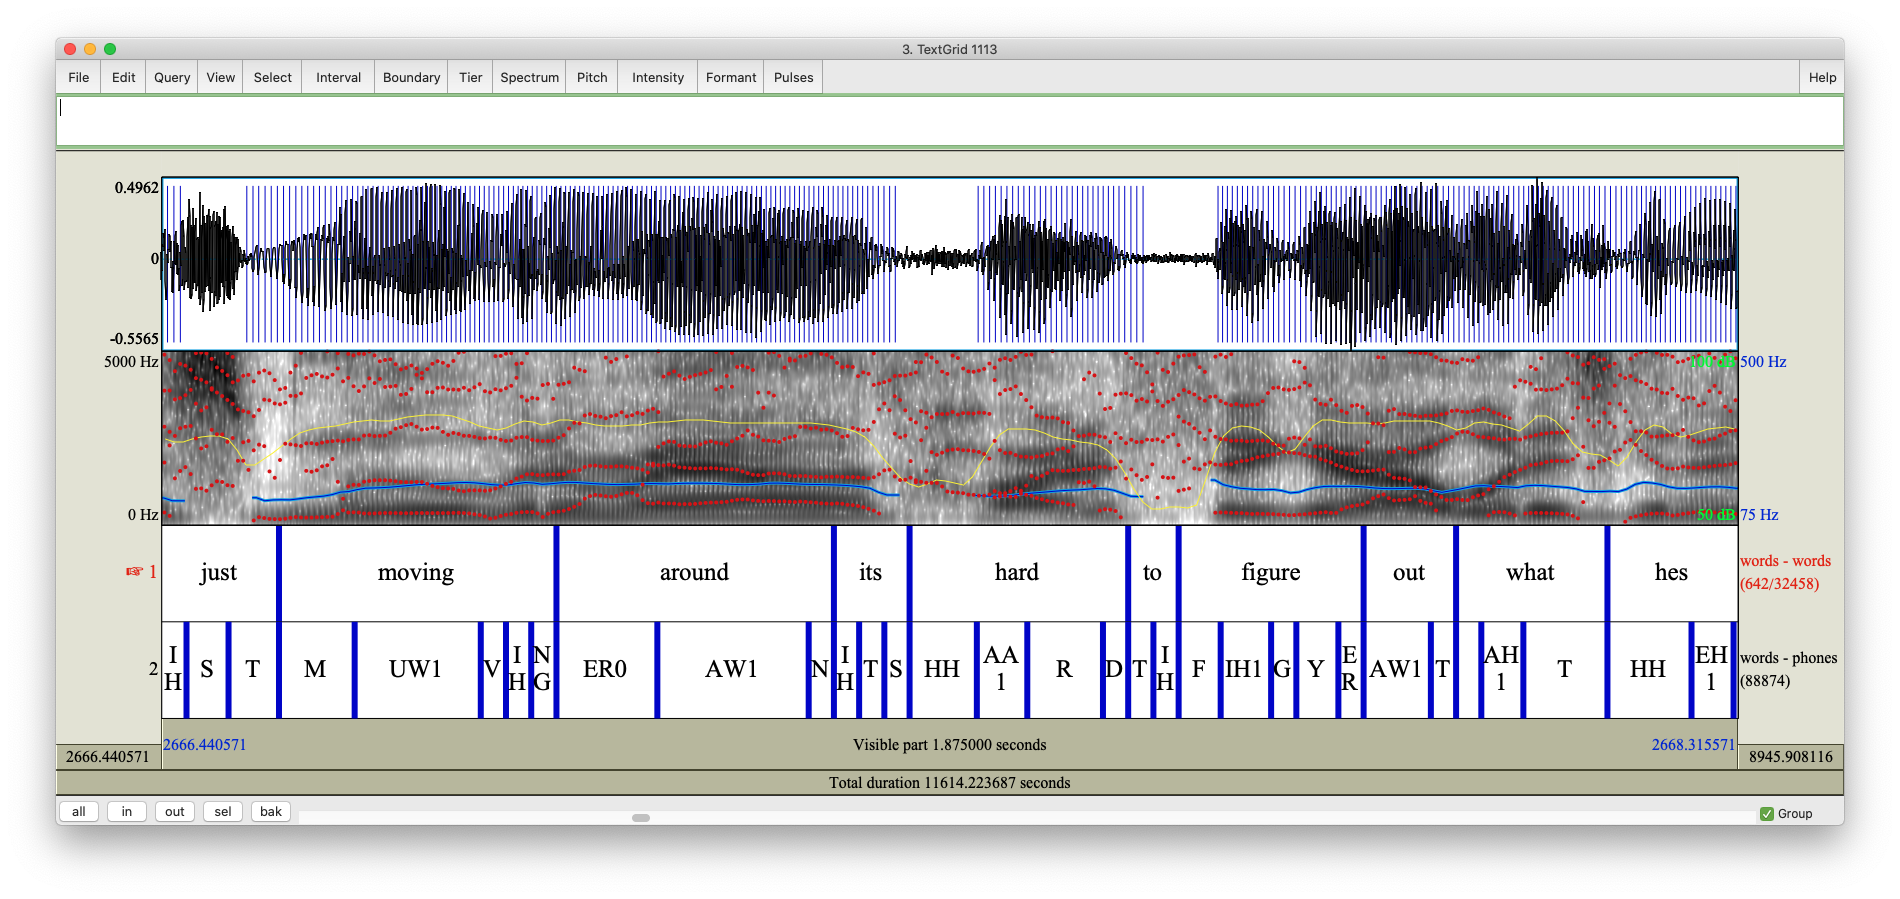 3. TextGrid 1113
File Edit Query View Select Interval Boundary Tier Spectrum Pitch Intensity Formant Pulses Help
0.4962
0
-0.5565
5000 Hz 100 dB 500 Hz
0 Hz 50 dB 75 Hz
☞ 1 just moving around its hard to figure out what hes words - words
(642/32458)
2 IH S T M UW1 V IH NG ER0 AW1 N IH T S HH AA1 R D T IH F IH1 G Y ER AW1 T AH1 T HH EH1 words - phones
(88874)
2666.440571 Visible part 1.875000 seconds 2668.315571
2666.440571 8945.908116
Total duration 11614.223687 seconds
all in out sel bak Group